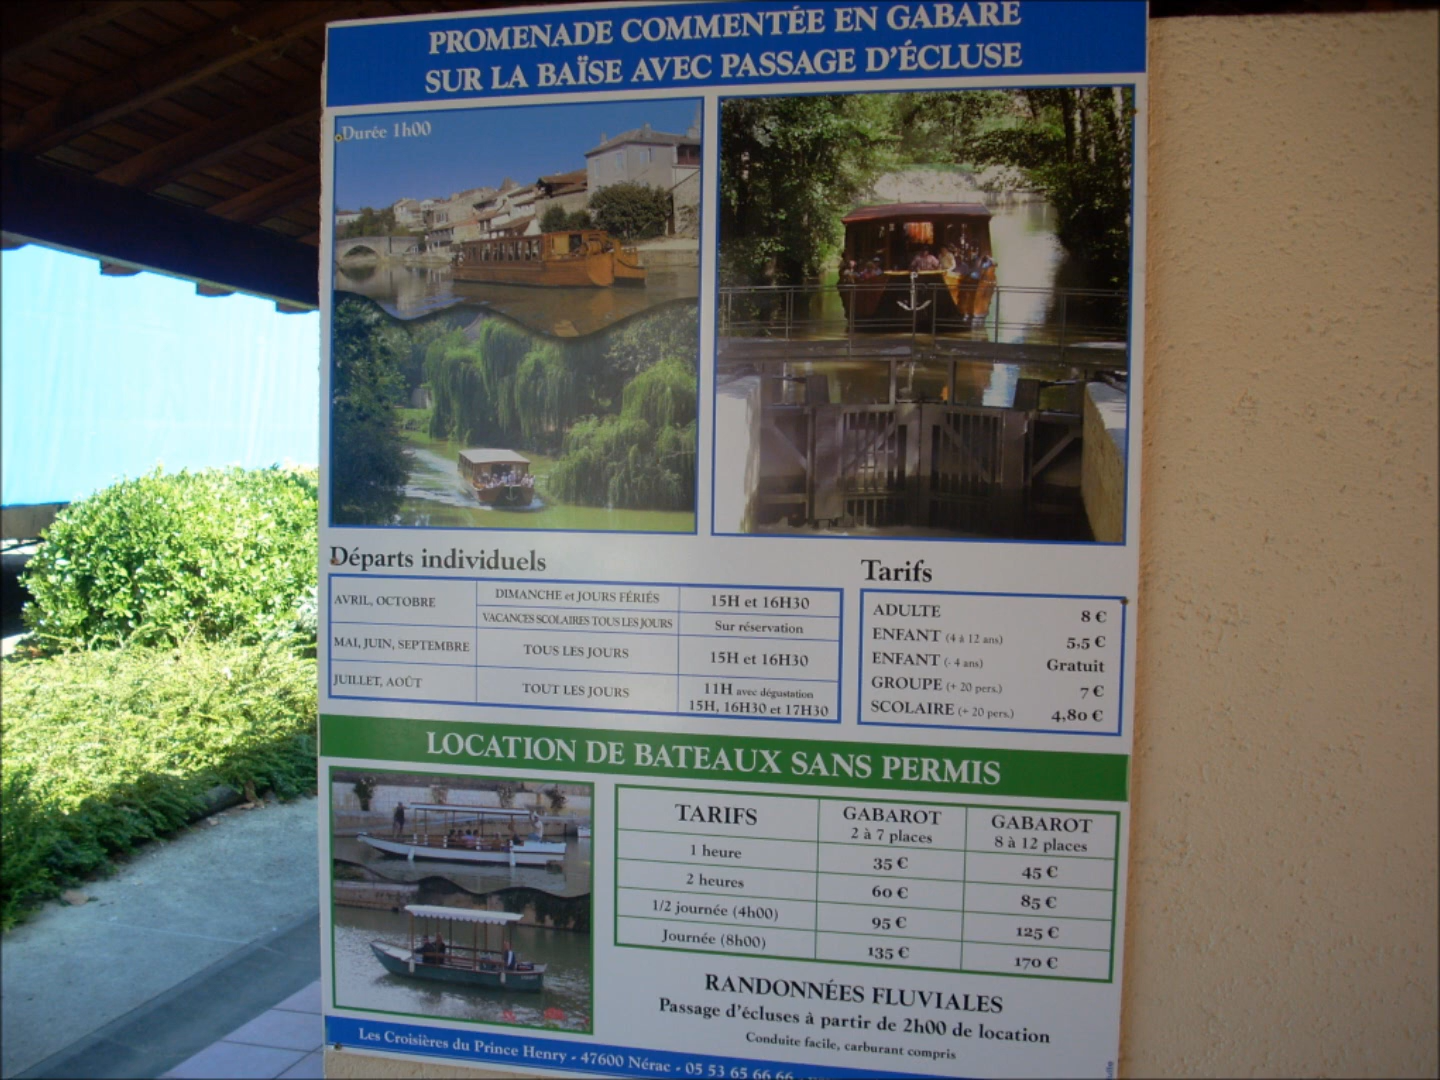 PROMENADE COMMENTÉE EN GABARE
SUR LA BAÏSE AVEC PASSAGE D'ÉCLUSE
Durée 1h00
Départs individuels
AVRIL, OCTOBRE
DIMANCHE et JOURS FÉRIÉS
15H et 16H30
VACANCES SCOLAIRES TOUS LES JOURS
Sur réservation
MAI, JUIN, SEPTEMBRE
TOUS LES JOURS
15H et 16H30
JUILLET, AOÛT
TOUT LES JOURS
11H avec dégustation
15H, 16H30 et 17H30
Tarifs
ADULTE 8 €
ENFANT (4 à 12 ans) 5,5 €
ENFANT (- 4 ans) Gratuit
GROUPE (+ 20 pers.) 7 €
SCOLAIRE (+ 20 pers.) 4,80 €
LOCATION DE BATEAUX SANS PERMIS
TARIFS
GABAROT
2 à 7 places
GABAROT
8 à 12 places
1 heure 35 € 45 €
2 heures 60 € 85 €
1/2 journée (4h00) 95 € 125 €
Journée (8h00) 135 € 170 €
RANDONNÉES FLUVIALES
Passage d'écluses à partir de 2h00 de location
Conduite facile, carburant compris
Les Croisières du Prince Henry - 47600 Nérac - 05 53 65 66 66